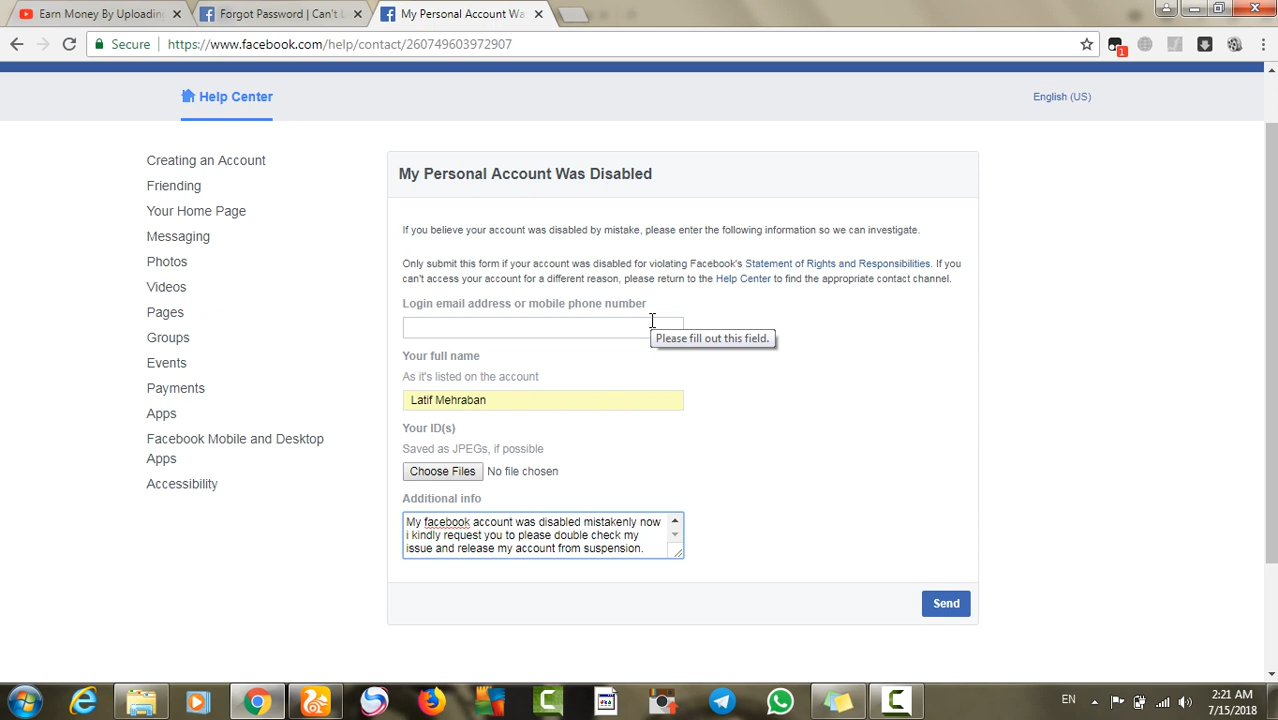 Earn Money By Uploading
Forgot Password | Can't L
My Personal Account Wa
Secure
https://www.facebook.com/help/contact/260749603972907
1
Help Center
English (US)
Creating an Account
Friending
Your Home Page
Messaging
Photos
Videos
Pages
Groups
Events
Payments
Apps
Facebook Mobile and Desktop
Apps
Accessibility
My Personal Account Was Disabled
If you believe your account was disabled by mistake, please enter the following information so we can investigate.
Only submit this form if your account was disabled for violating Facebook's Statement of Rights and Responsibilities. If you
can't access your account for a different reason, please return to the Help Center to find the appropriate contact channel.
Login email address or mobile phone number
Please fill out this field.
Your full name
As it's listed on the account
Latif Mehraban
Your ID(s)
Saved as JPEGs, if possible
Choose Files No file chosen
Additional info
My facebook account was disabled mistakenly now
i kindly request you to please double check my
issue and release my account from suspension.
Send
EN
2:21 AM
7/15/2018